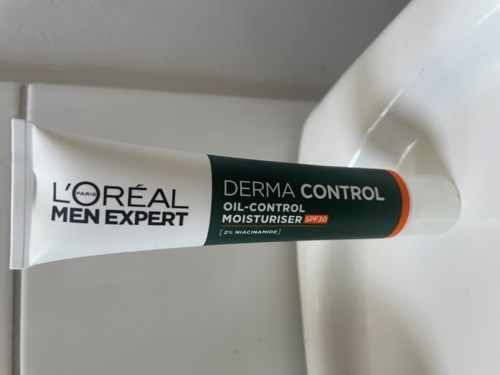 L'ORÉAL
PARIS
MEN EXPERT
DERMA CONTROL
OIL-CONTROL
MOISTURISER SPF30
[2% NIACINAMIDE]